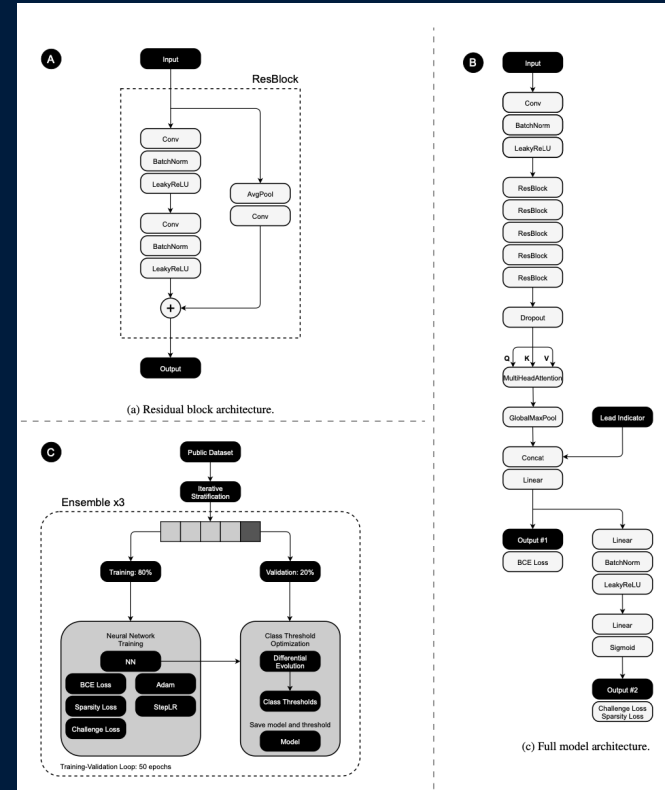 A
Input
ResBlock
Conv
BatchNorm
LeakyReLU
Conv
BatchNorm
LeakyReLU
AvgPool
Conv
+
Output
(a) Residual block architecture.
B
Input
Conv
BatchNorm
LeakyReLU
ResBlock
ResBlock
ResBlock
ResBlock
ResBlock
Dropout
Q K V
MultiHeadAttention
GlobalMaxPool
Lead Indicator
Concat
Linear
Output #1
BCE Loss
Linear
BatchNorm
LeakyReLU
Linear
Sigmoid
Output #2
Challenge Loss
Sparsity Loss
(c) Full model architecture.
C
Public Dataset
Iterative
Stratification
Ensemble x3
Training: 80%
Validation: 20%
Neural Network
Training
NN
BCE Loss
Adam
Sparsity Loss
StepLR
Challenge Loss
Class Threshold
Optimization
Differential
Evolution
Class Thresholds
Save model and threshold
Model
Training-Validation Loop: 50 epochs